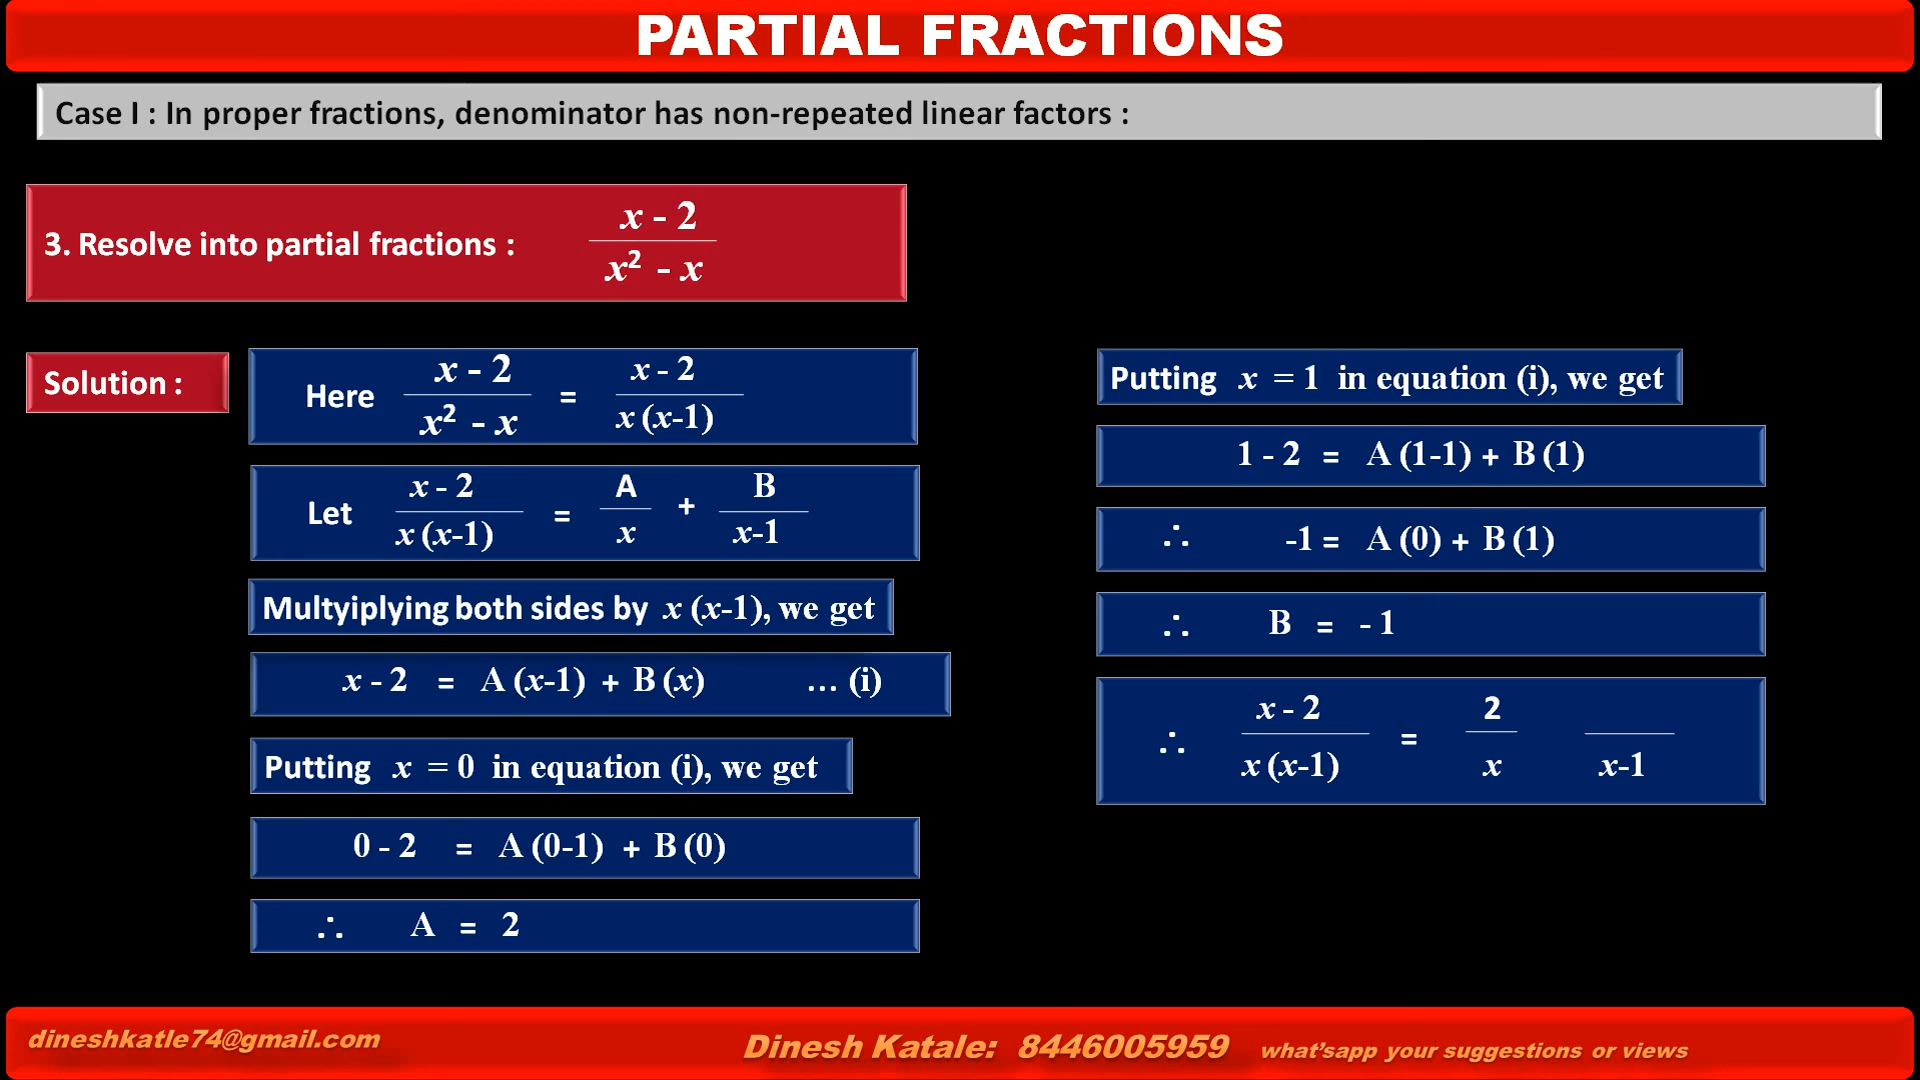 PARTIAL FRACTIONS
Case I : In proper fractions, denominator has non-repeated linear factors :
3. Resolve into partial fractions :
x - 2
x² - x
Solution :
Here x - 2 / x² - x = x - 2 / x (x-1)
Let x - 2 / x (x-1) = A / x + B / x-1
Multyiplying both sides by x (x-1), we get
x - 2 = A (x-1) + B (x) ... (i)
Putting x = 0 in equation (i), we get
0 - 2 = A (0-1) + B (0)
∴ A = 2
Putting x = 1 in equation (i), we get
1 - 2 = A (1-1) + B (1)
∴ -1 = A (0) + B (1)
∴ B = - 1
∴ x - 2 / x (x-1) = 2 / x   / x-1
dineshkatle74@gmail.com
Dinesh Katale: 8446005959 what'sapp your suggestions or views